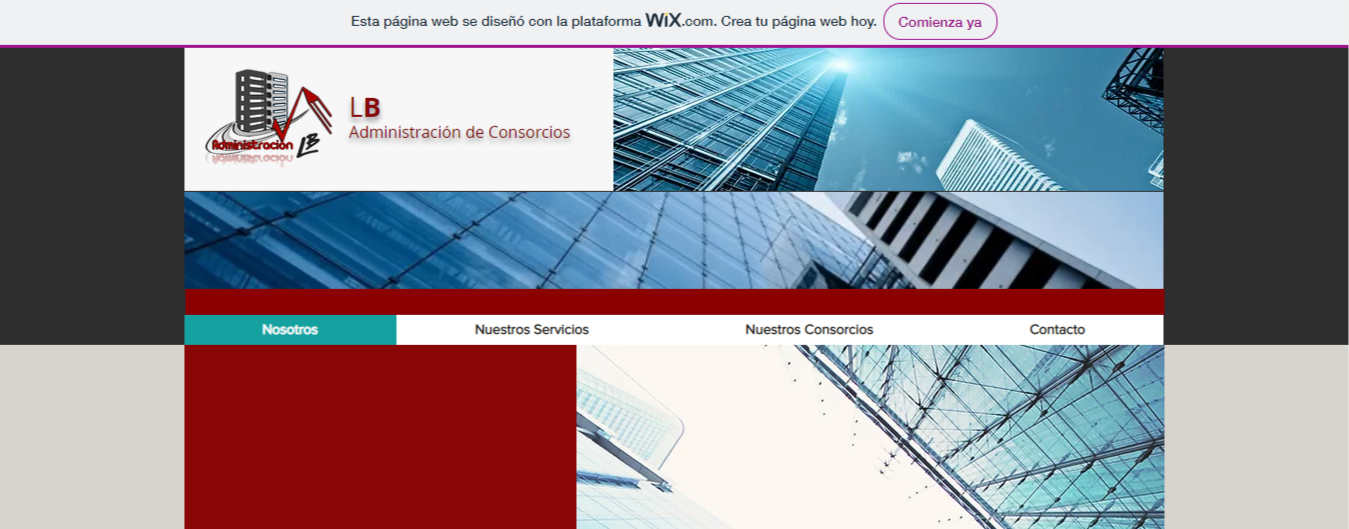 Esta página web se diseñó con la plataforma WiX.com. Crea tu página web hoy. Comienza ya
LB
Administración de Consorcios
Administracion LB
Nosotros Nuestros Servicios Nuestros Consorcios Contacto